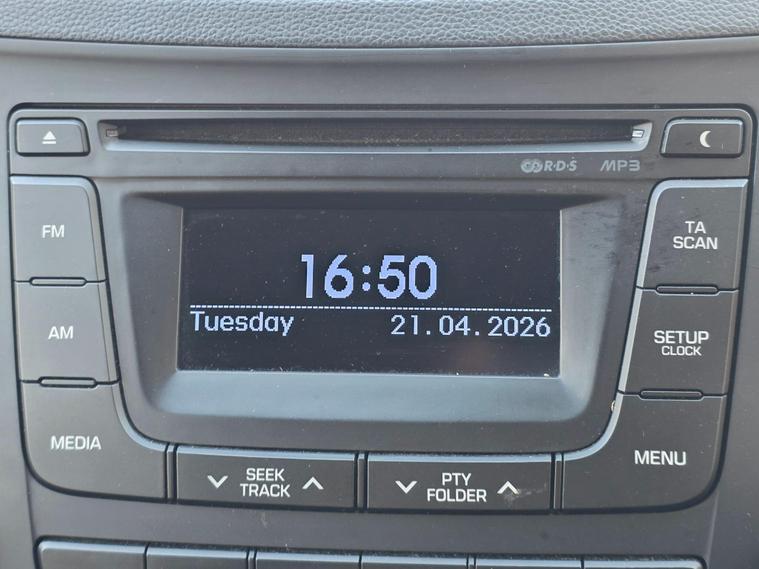 R·D·S MP3
FM
TA
SCAN
16:50
Tuesday 21.04.2026
AM
SETUP
CLOCK
MEDIA
SEEK
TRACK
PTY
FOLDER
MENU